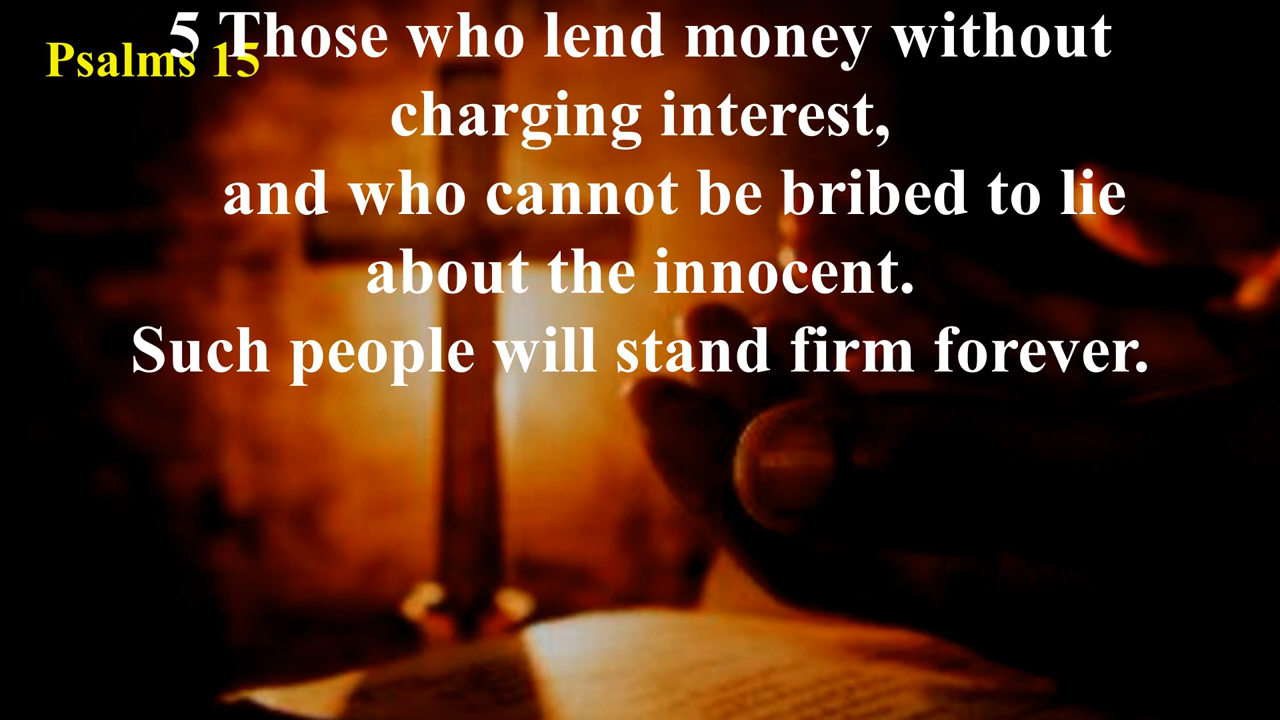 Psalms 15
5 Those who lend money without
charging interest,
and who cannot be bribed to lie
about the innocent.
Such people will stand firm forever.